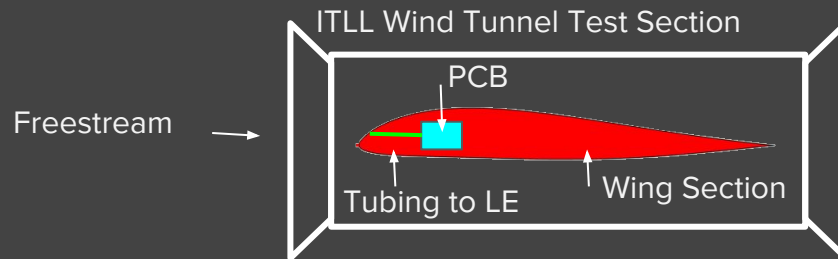 ITLL Wind Tunnel Test Section
PCB
Freestream
Tubing to LE
Wing Section